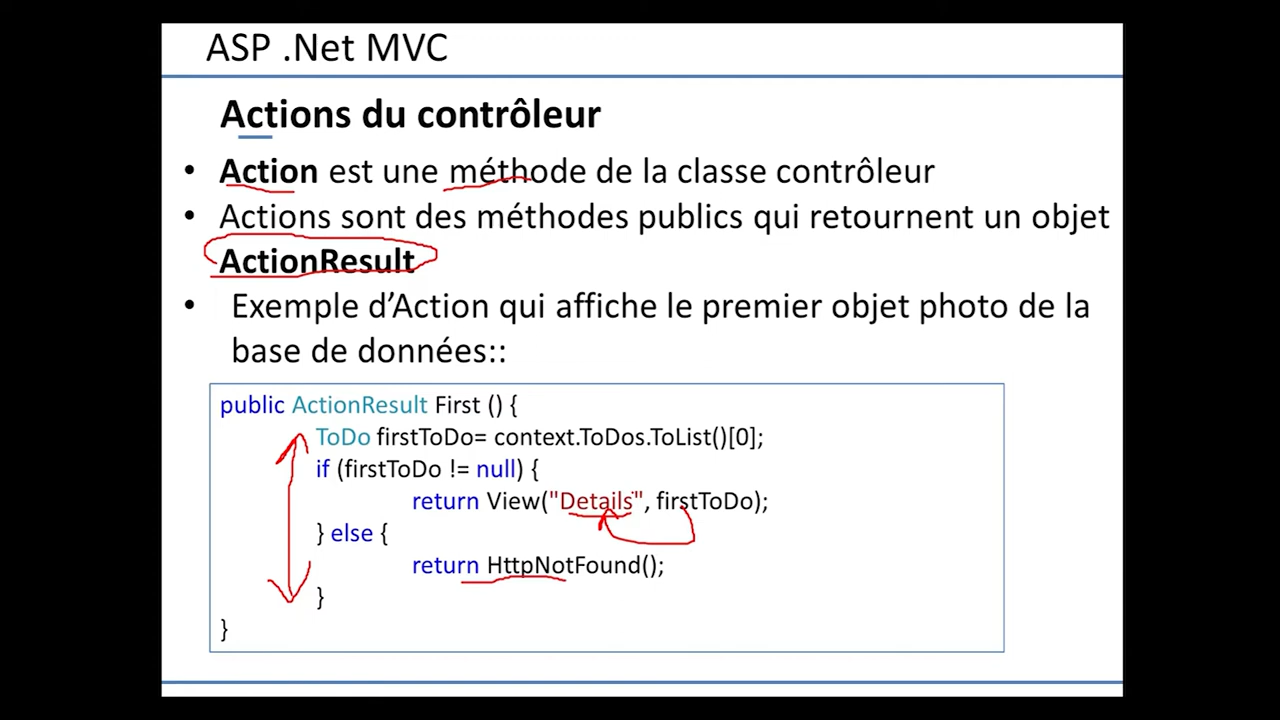 ASP .Net MVC
Actions du contrôleur
• Action est une méthode de la classe contrôleur
• Actions sont des méthodes publics qui retournent un objet
ActionResult
• Exemple d’Action qui affiche le premier objet photo de la
base de données::
public ActionResult First () {
ToDo firstToDo= context.ToDos.ToList()[0];
if (firstToDo != null) {
return View("Details", firstToDo);
} else {
return HttpNotFound();
}
}